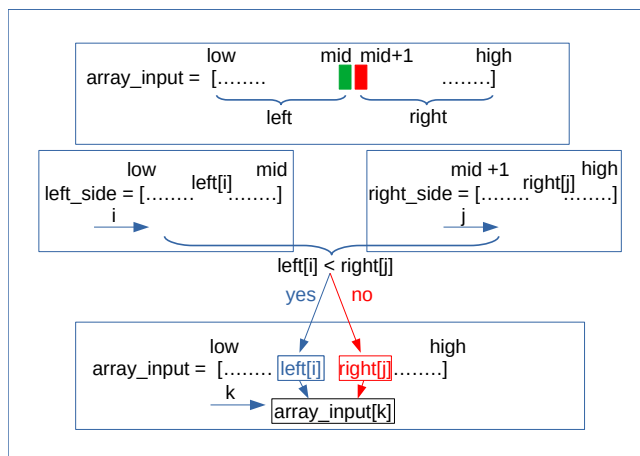 low mid mid+1 high
array_input = [........ ........]
left right
low mid
left_side = [........left[i]........]
i
mid +1 high
right_side = [........right[j]........]
j
left[i] < right[j]
yes no
low high
array_input = [........ left[i] right[j] ........]
k
array_input[k]